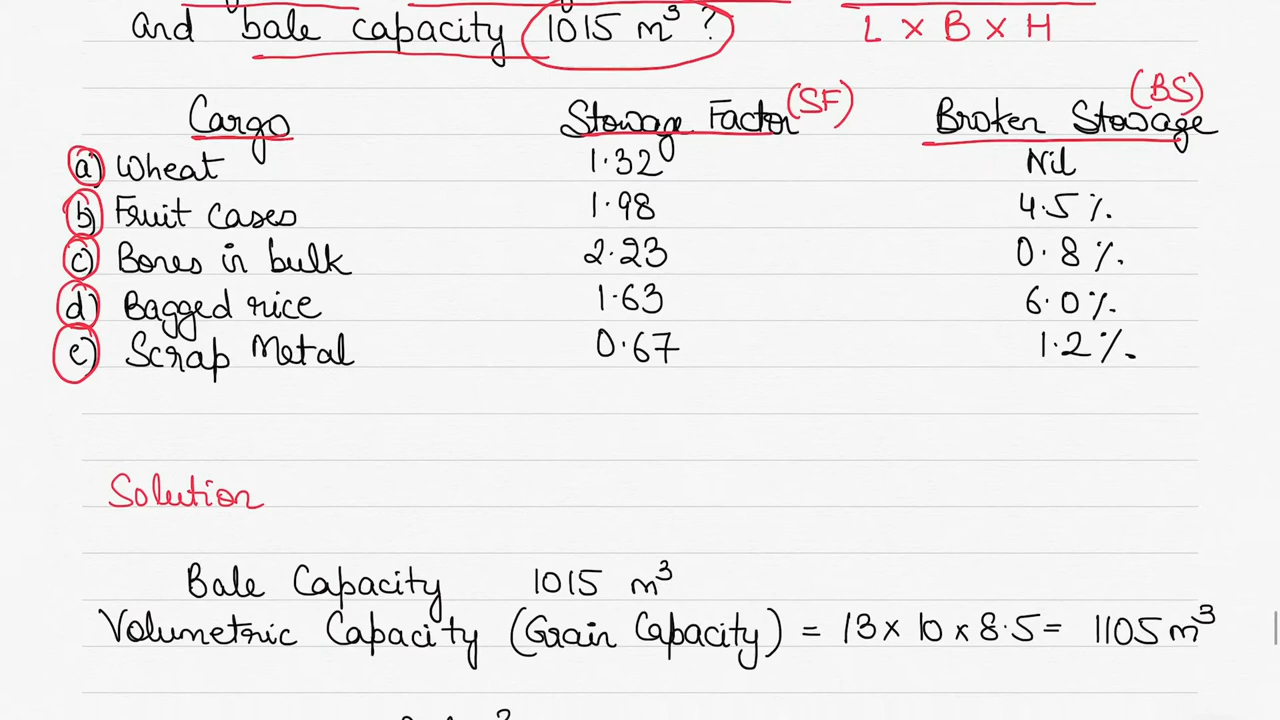 and bale capacity 1015 m³ ? L × B × H
Cargo Stowage Factor (SF) Broken Stowage (BS)
a) Wheat 1.32 Nil
b) Fruit cases 1.98 4.5 %.
c) Bones in bulk 2.23 0.8 %.
d) Bagged rice 1.63 6.0 %.
e) Scrap Metal 0.67 1.2 %.
Solution
Bale Capacity 1015 m³
Volumetric Capacity (Grain Capacity) = 13 × 10 × 8.5 = 1105 m³